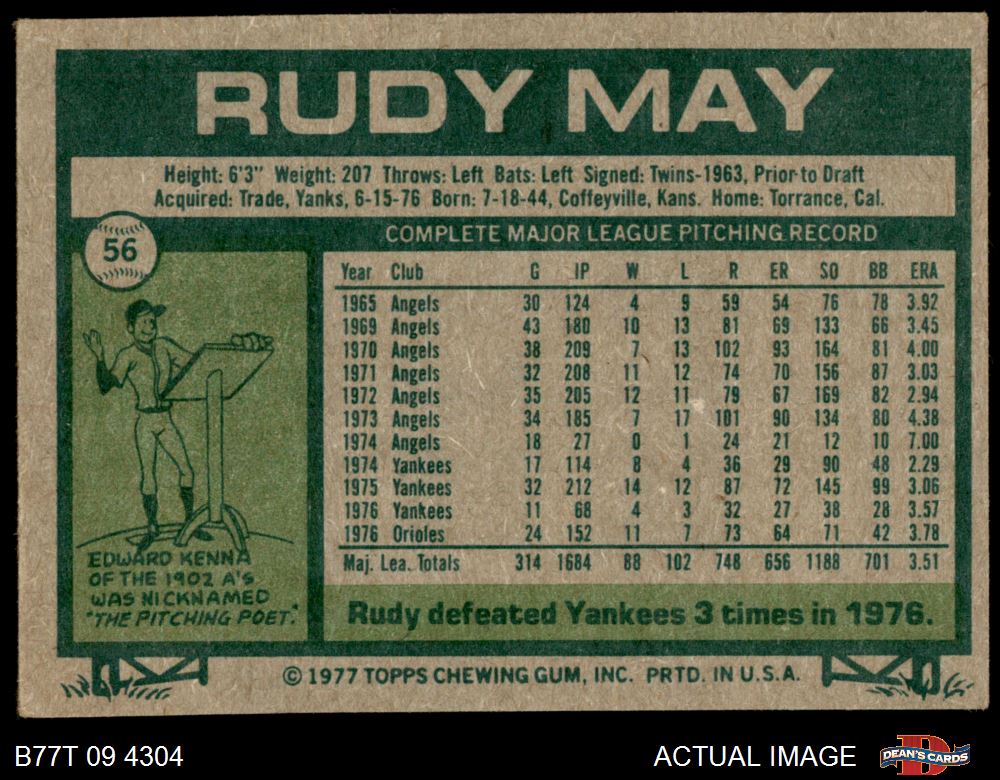 RUDY MAY
Height: 6'3" Weight: 207 Throws: Left Bats: Left Signed: Twins-1963, Prior to Draft
Acquired: Trade, Yanks, 6-15-76 Born: 7-18-44, Coffeyville, Kans. Home: Torrance, Cal.
56
COMPLETE MAJOR LEAGUE PITCHING RECORD
Year Club G IP W L R ER SO BB ERA
1965 Angels 30 124 4 9 59 54 76 78 3.92
1969 Angels 43 180 10 13 81 69 133 66 3.45
1970 Angels 38 209 7 13 102 93 164 81 4.00
1971 Angels 32 208 11 12 74 70 156 87 3.03
1972 Angels 35 205 12 11 79 67 169 82 2.94
1973 Angels 34 185 7 17 101 90 134 80 4.38
1974 Angels 18 27 0 1 24 21 12 10 7.00
1974 Yankees 17 114 8 4 36 29 90 48 2.29
1975 Yankees 32 212 14 12 87 72 145 99 3.06
1976 Yankees 11 68 4 3 32 27 38 28 3.57
1976 Orioles 24 152 11 7 73 64 71 42 3.78
Maj. Lea. Totals 314 1684 88 102 748 656 1188 701 3.51
EDWARD KENNA
OF THE 1902 A'S
WAS NICKNAMED
"THE PITCHING POET."
Rudy defeated Yankees 3 times in 1976.
© 1977 TOPPS CHEWING GUM, INC. PRTD. IN U.S.A.
B77T 09 4304
ACTUAL IMAGE
DEAN'S CARDS